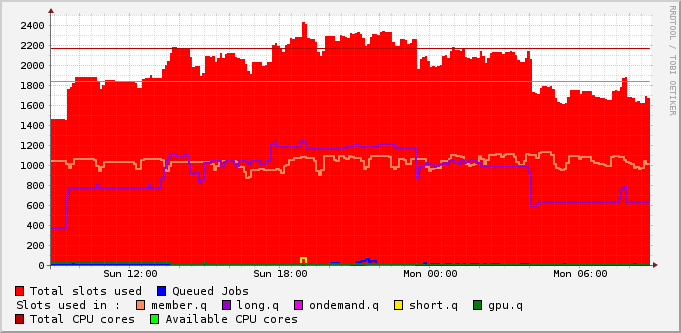 2400
2200
2000
1800
1600
1400
1200
1000
800
600
400
200
0
Sun 12:00 Sun 18:00 Mon 00:00 Mon 06:00
Total slots used Queued Jobs
Slots used in : member.q long.q ondemand.q short.q gpu.q
Total CPU cores Available CPU cores
RRDTOOL / TOBI OETIKER